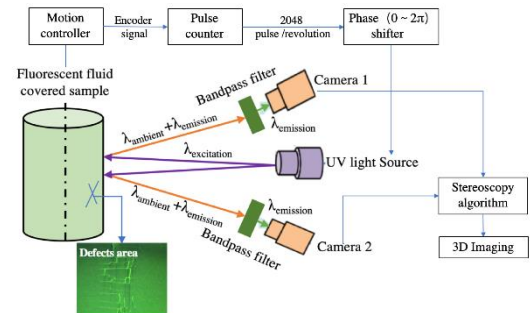 Motion
controller
Encoder
signal
Pulse
counter
2048
pulse /revolution
Phase（0 ~ 2π）
shifter
Fluorescent fluid
covered sample
Bandpass filter
Camera 1
λambient+λemission
λemission
λexcitation
UV light Source
λambient+λemission
λemission
Bandpass filter
Camera 2
Stereoscopy
algorithm
3D Imaging
Defects area